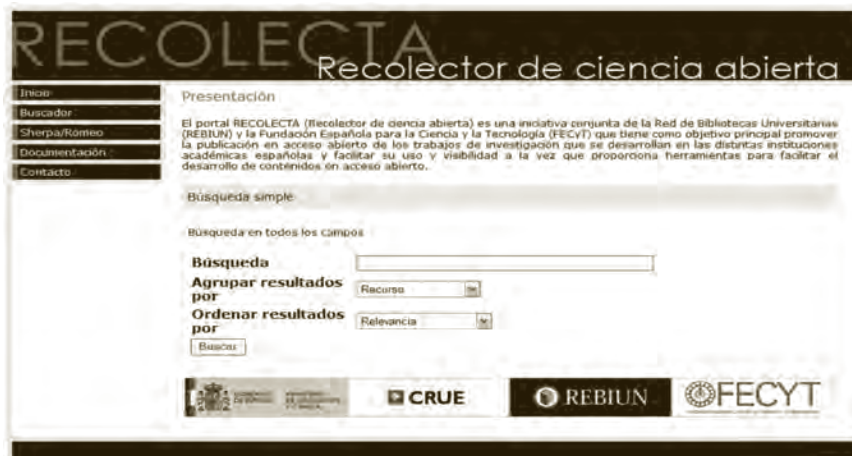 RECOLECTA
Recolector de ciencia abierta
Inicio
Buscador
Sherpa/Romeo
Documentación
Contacto
Presentación
El portal RECOLECTA (Recolector de ciencia abierta) es una iniciativa conjunta de la Red de Bibliotecas Universitarias
(REBIUN) y la Fundación Española para la Ciencia y la Tecnología (FECYT) que tiene como objetivo principal promover
la publicación en acceso abierto de los trabajos de investigación que se desarrollan en las distintas instituciones
académicas españolas y facilitar su uso y visibilidad a la vez que proporciona herramientas para facilitar el
desarrollo de contenidos en acceso abierto.
Búsqueda simple
Búsqueda en todos los campos
Búsqueda
Agrupar resultados
por
Recurso
Ordenar resultados
por
Relevancia
Buscar
CRUE
REBIUN
FECYT